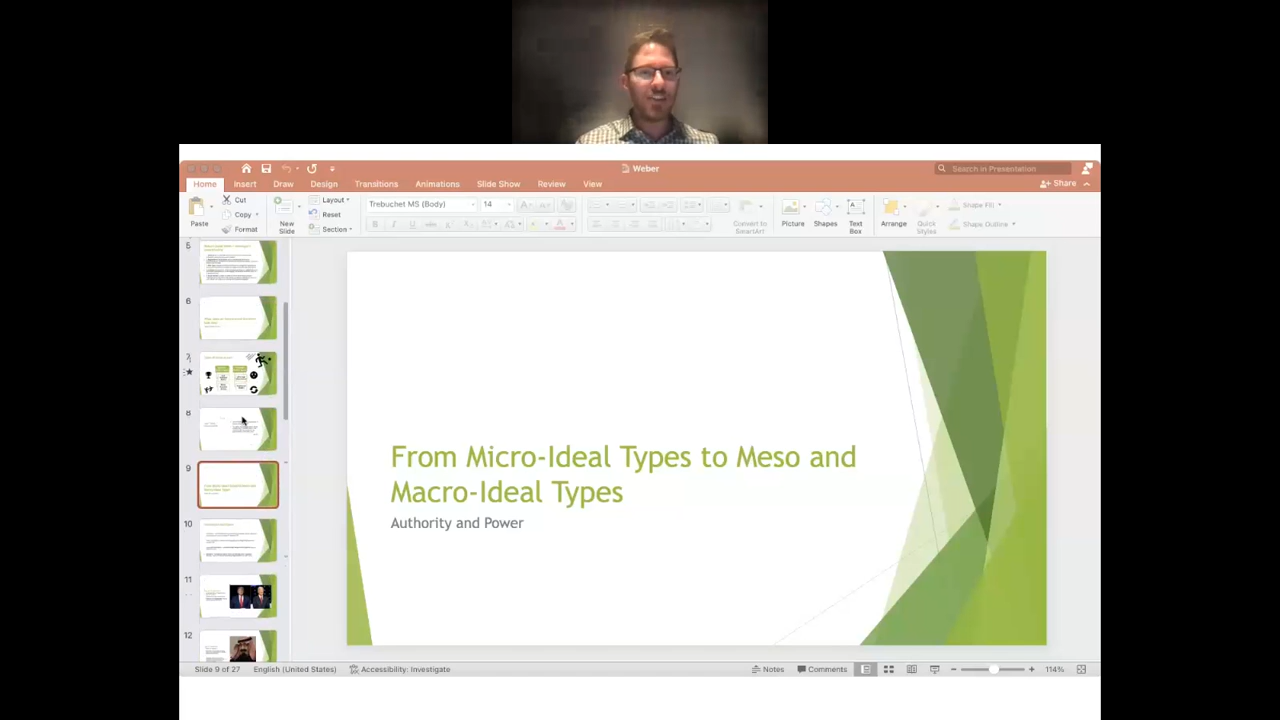 Weber
Search in Presentation
Home Insert Draw Design Transitions Animations Slide Show Review View
Share
Paste
Cut
Copy
Format
New
Slide
Layout
Reset
Section
Trebuchet MS (Body) 14
Convert to
SmartArt
Picture
Shapes
Text
Box
Arrange
Quick
Styles
Shape Fill
Shape Outline
5
6
7
8
9
10
11
12
From Micro-Ideal Types to Meso and
Macro-Ideal Types
Authority and Power
Slide 9 of 27 English (United States) Accessibility: Investigate Notes Comments 114%